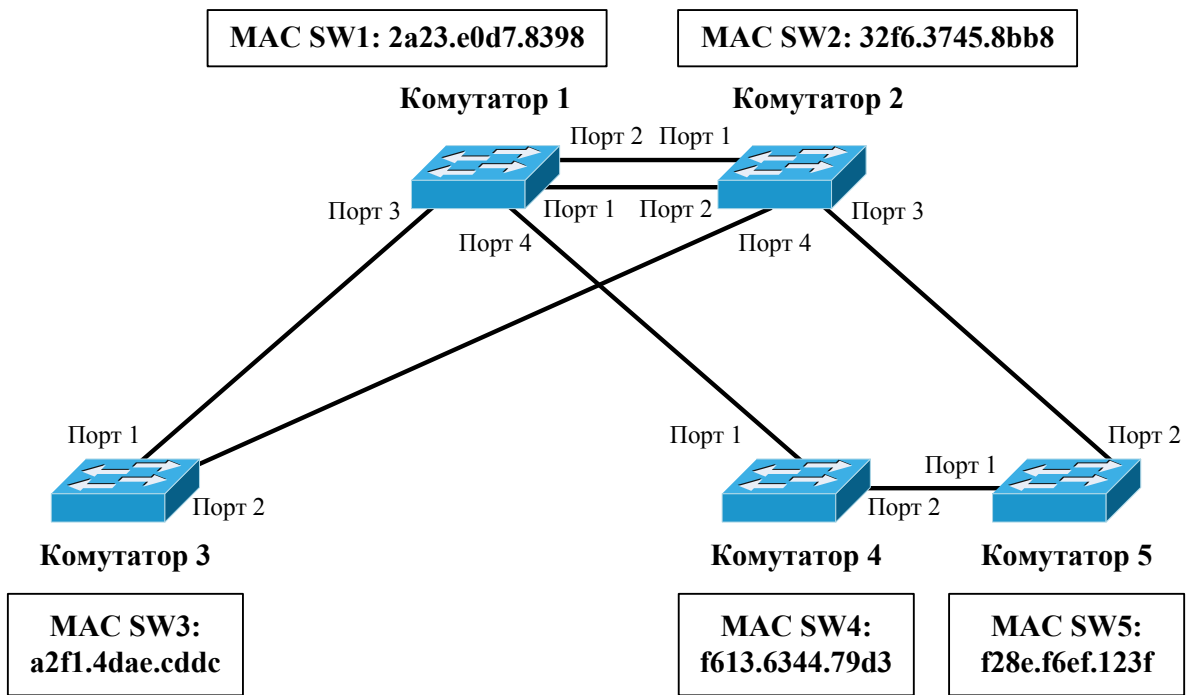 MAC SW1: 2a23.e0d7.8398
MAC SW2: 32f6.3745.8bb8
Комутатор 1
Комутатор 2
Порт 2
Порт 1
Порт 3
Порт 1
Порт 2
Порт 3
Порт 4
Порт 4
Порт 1
Порт 1
Порт 2
Порт 1
Порт 2
Порт 2
Комутатор 3
Комутатор 4
Комутатор 5
MAC SW3:
a2f1.4dae.cddc
MAC SW4:
f613.6344.79d3
MAC SW5:
f28e.f6ef.123f